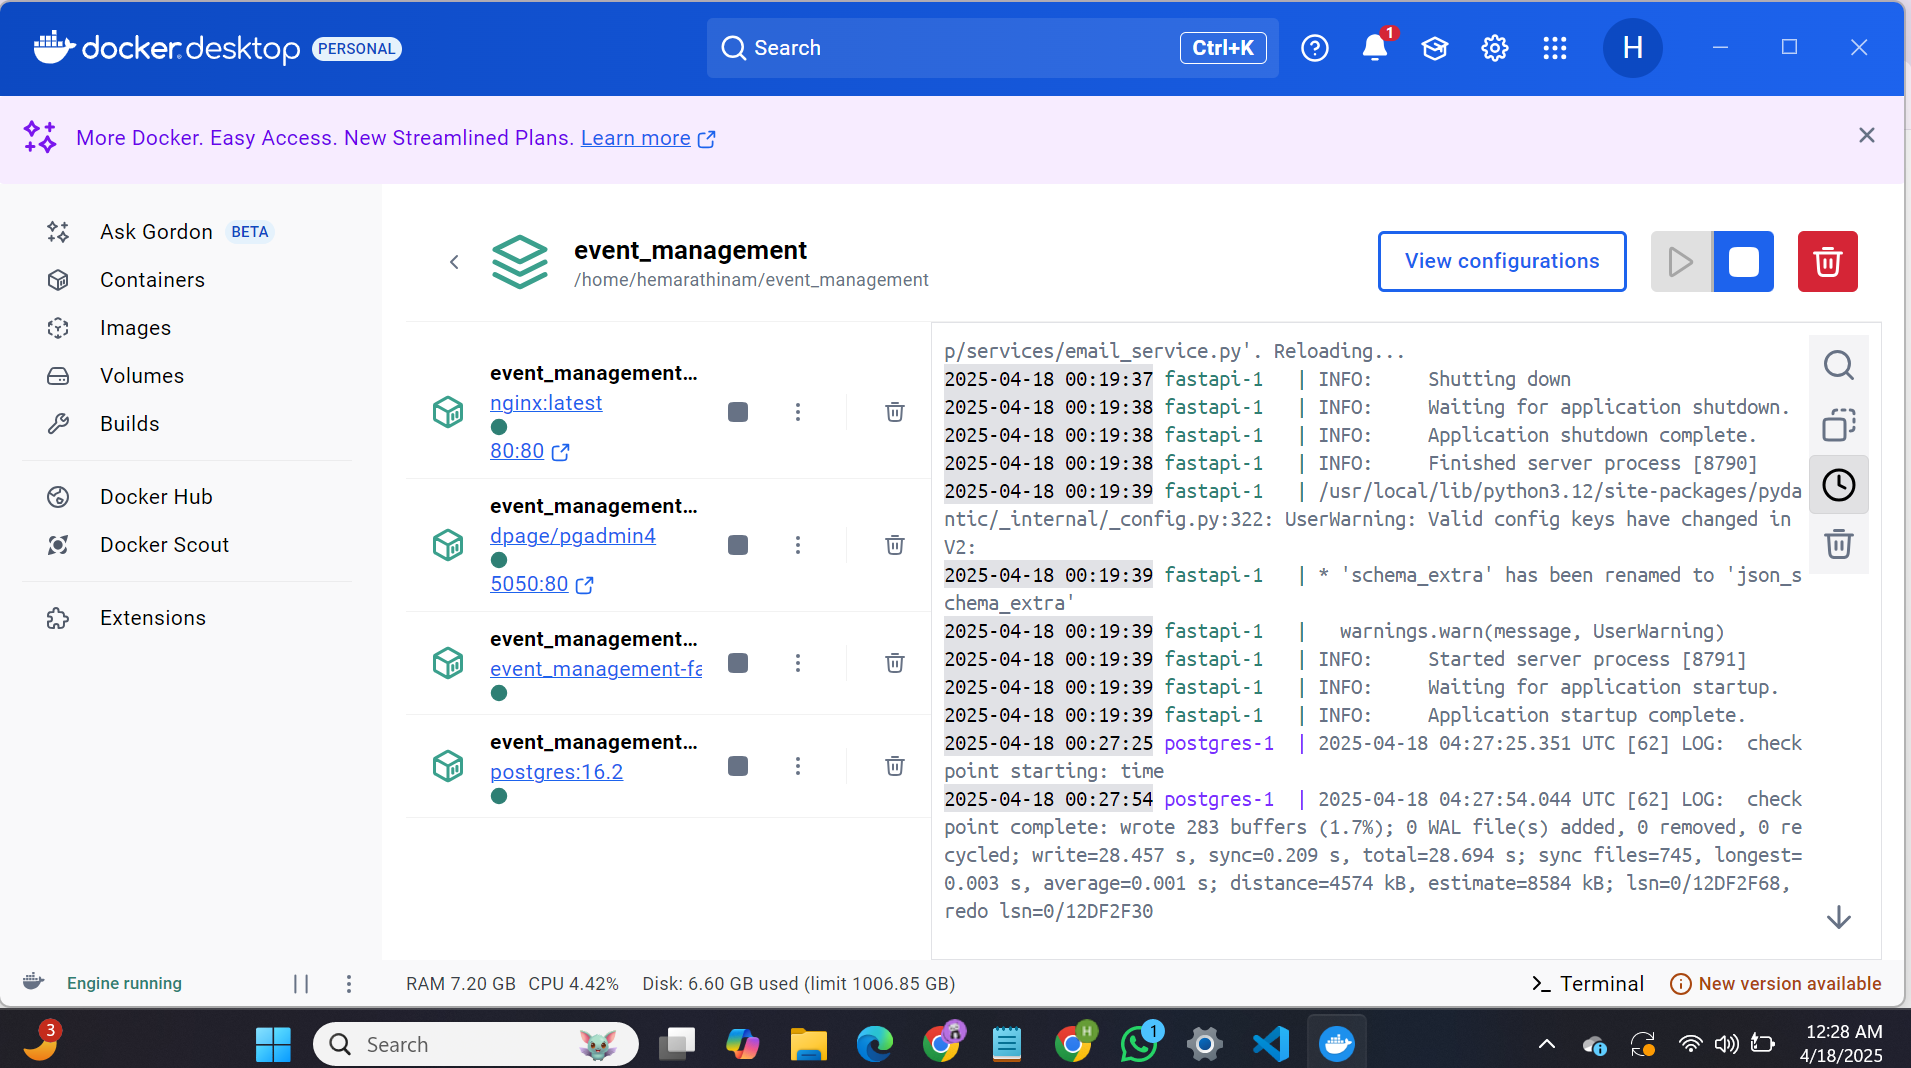 docker desktop PERSONAL
Search Ctrl+K
1
H
More Docker. Easy Access. New Streamlined Plans. Learn more
Ask Gordon BETA
Containers
Images
Volumes
Builds
Docker Hub
Docker Scout
Extensions
event_management
/home/hemarathinam/event_management
View configurations
event_management...
nginx:latest
80:80
event_management...
dpage/pgadmin4
5050:80
event_management...
event_management-fa
event_management...
postgres:16.2
p/services/email_service.py'. Reloading...
2025-04-18 00:19:37 fastapi-1 | INFO: Shutting down
2025-04-18 00:19:38 fastapi-1 | INFO: Waiting for application shutdown.
2025-04-18 00:19:38 fastapi-1 | INFO: Application shutdown complete.
2025-04-18 00:19:38 fastapi-1 | INFO: Finished server process [8790]
2025-04-18 00:19:39 fastapi-1 | /usr/local/lib/python3.12/site-packages/pyda
ntic/_internal/_config.py:322: UserWarning: Valid config keys have changed in
V2:
2025-04-18 00:19:39 fastapi-1 | * 'schema_extra' has been renamed to 'json_s
chema_extra'
2025-04-18 00:19:39 fastapi-1 | warnings.warn(message, UserWarning)
2025-04-18 00:19:39 fastapi-1 | INFO: Started server process [8791]
2025-04-18 00:19:39 fastapi-1 | INFO: Waiting for application startup.
2025-04-18 00:19:39 fastapi-1 | INFO: Application startup complete.
2025-04-18 00:27:25 postgres-1 | 2025-04-18 04:27:25.351 UTC [62] LOG: check
point starting: time
2025-04-18 00:27:54 postgres-1 | 2025-04-18 04:27:54.044 UTC [62] LOG: check
point complete: wrote 283 buffers (1.7%); 0 WAL file(s) added, 0 removed, 0 re
cycled; write=28.457 s, sync=0.209 s, total=28.694 s; sync files=745, longest=
0.003 s, average=0.001 s; distance=4574 kB, estimate=8584 kB; lsn=0/12DF2F68,
redo lsn=0/12DF2F30
Engine running
RAM 7.20 GB CPU 4.42% Disk: 6.60 GB used (limit 1006.85 GB)
Terminal
New version available
3
Search
H
1
12:28 AM
4/18/2025